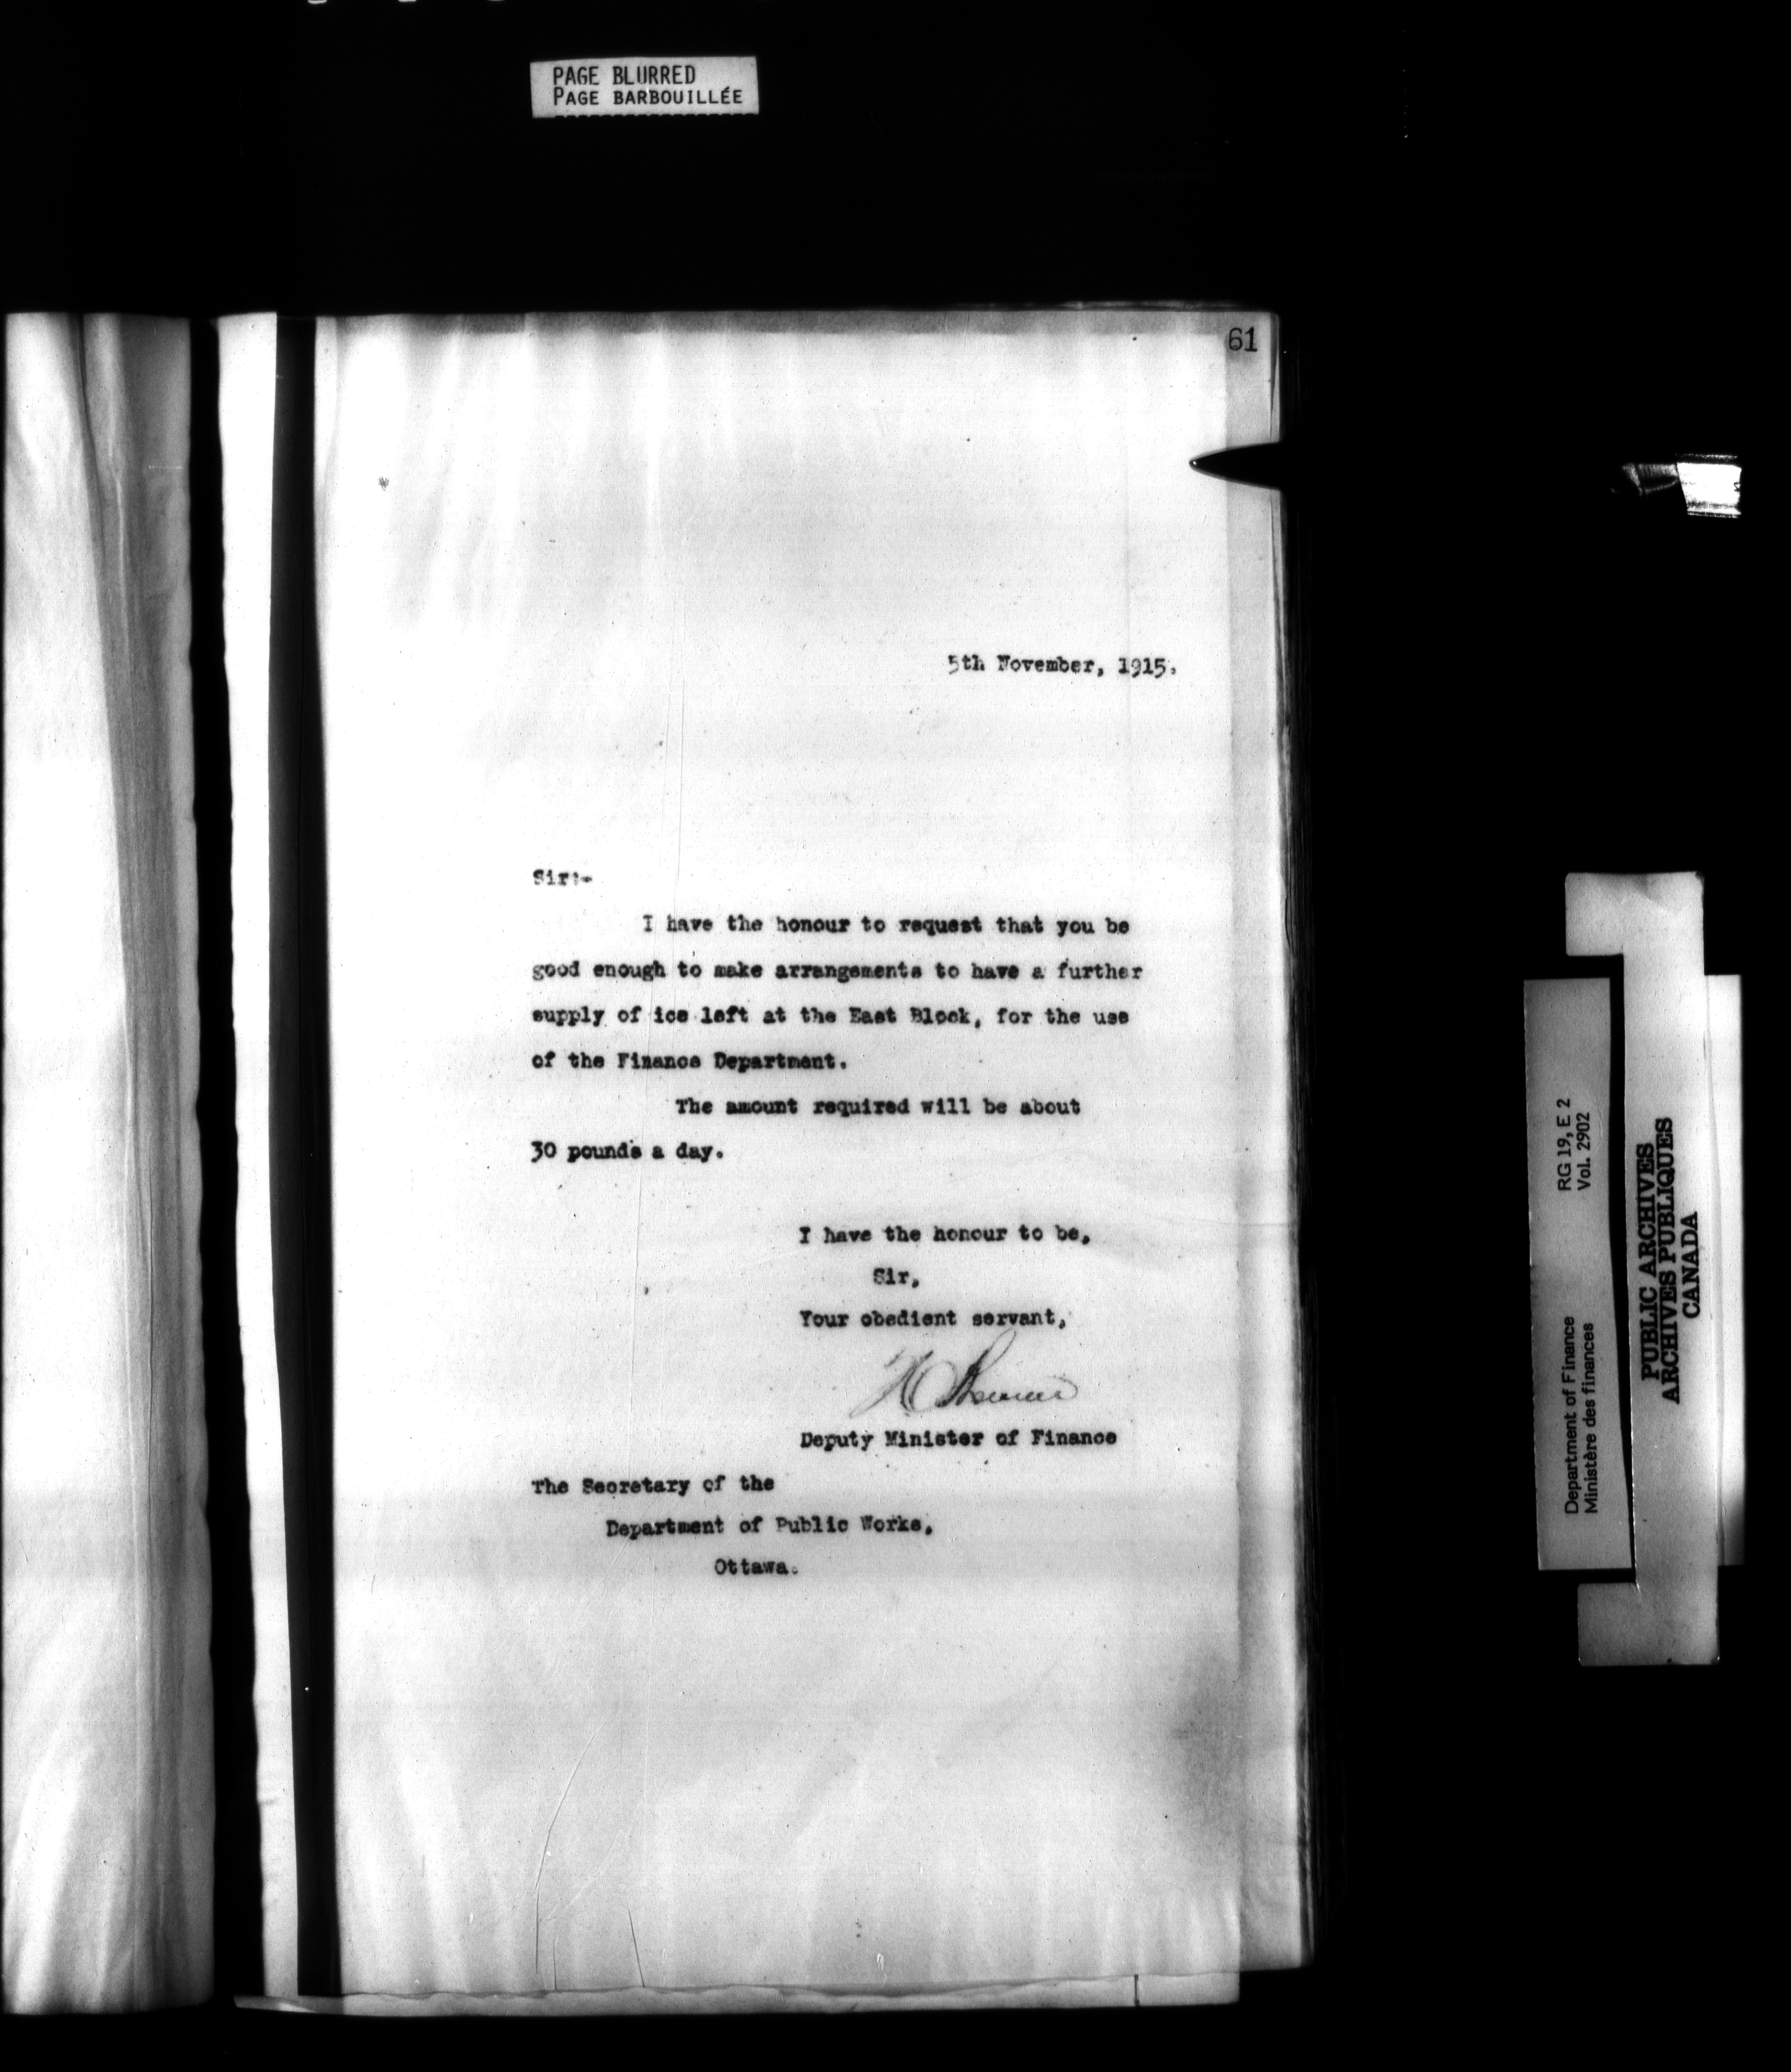 PAGE BLURRED
PAGE BARBOUILLÉE
61
5th November, 1915.
Sir:-
I have the honour to request that you be
good enough to make arrangements to have a further
supply of ice left at the East Block, for the use
of the Finance Department.
The amount required will be about
30 pounds a day.
I have the honour to be,
Sir,
Your obedient servant,
Deputy Minister of Finance
The Secretary of the
Department of Public Works,
Ottawa.
Department of Finance RG 19, E 2
Ministère des finances Vol. 2902
PUBLIC ARCHIVES
ARCHIVES PUBLIQUES
CANADA